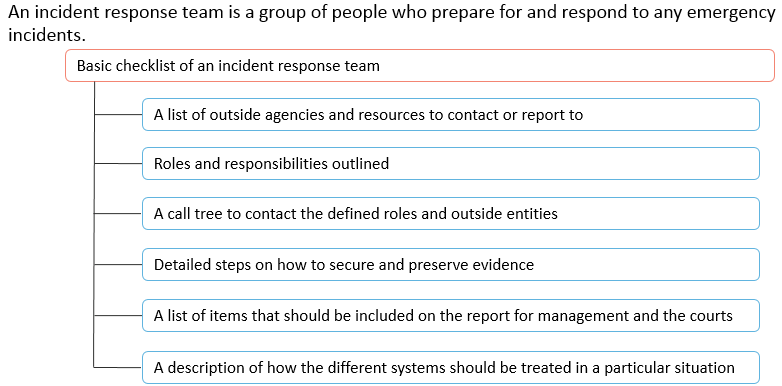 An incident response team is a group of people who prepare for and respond to any emergency
incidents.
Basic checklist of an incident response team
A list of outside agencies and resources to contact or report to
Roles and responsibilities outlined
A call tree to contact the defined roles and outside entities
Detailed steps on how to secure and preserve evidence
A list of items that should be included on the report for management and the courts
A description of how the different systems should be treated in a particular situation